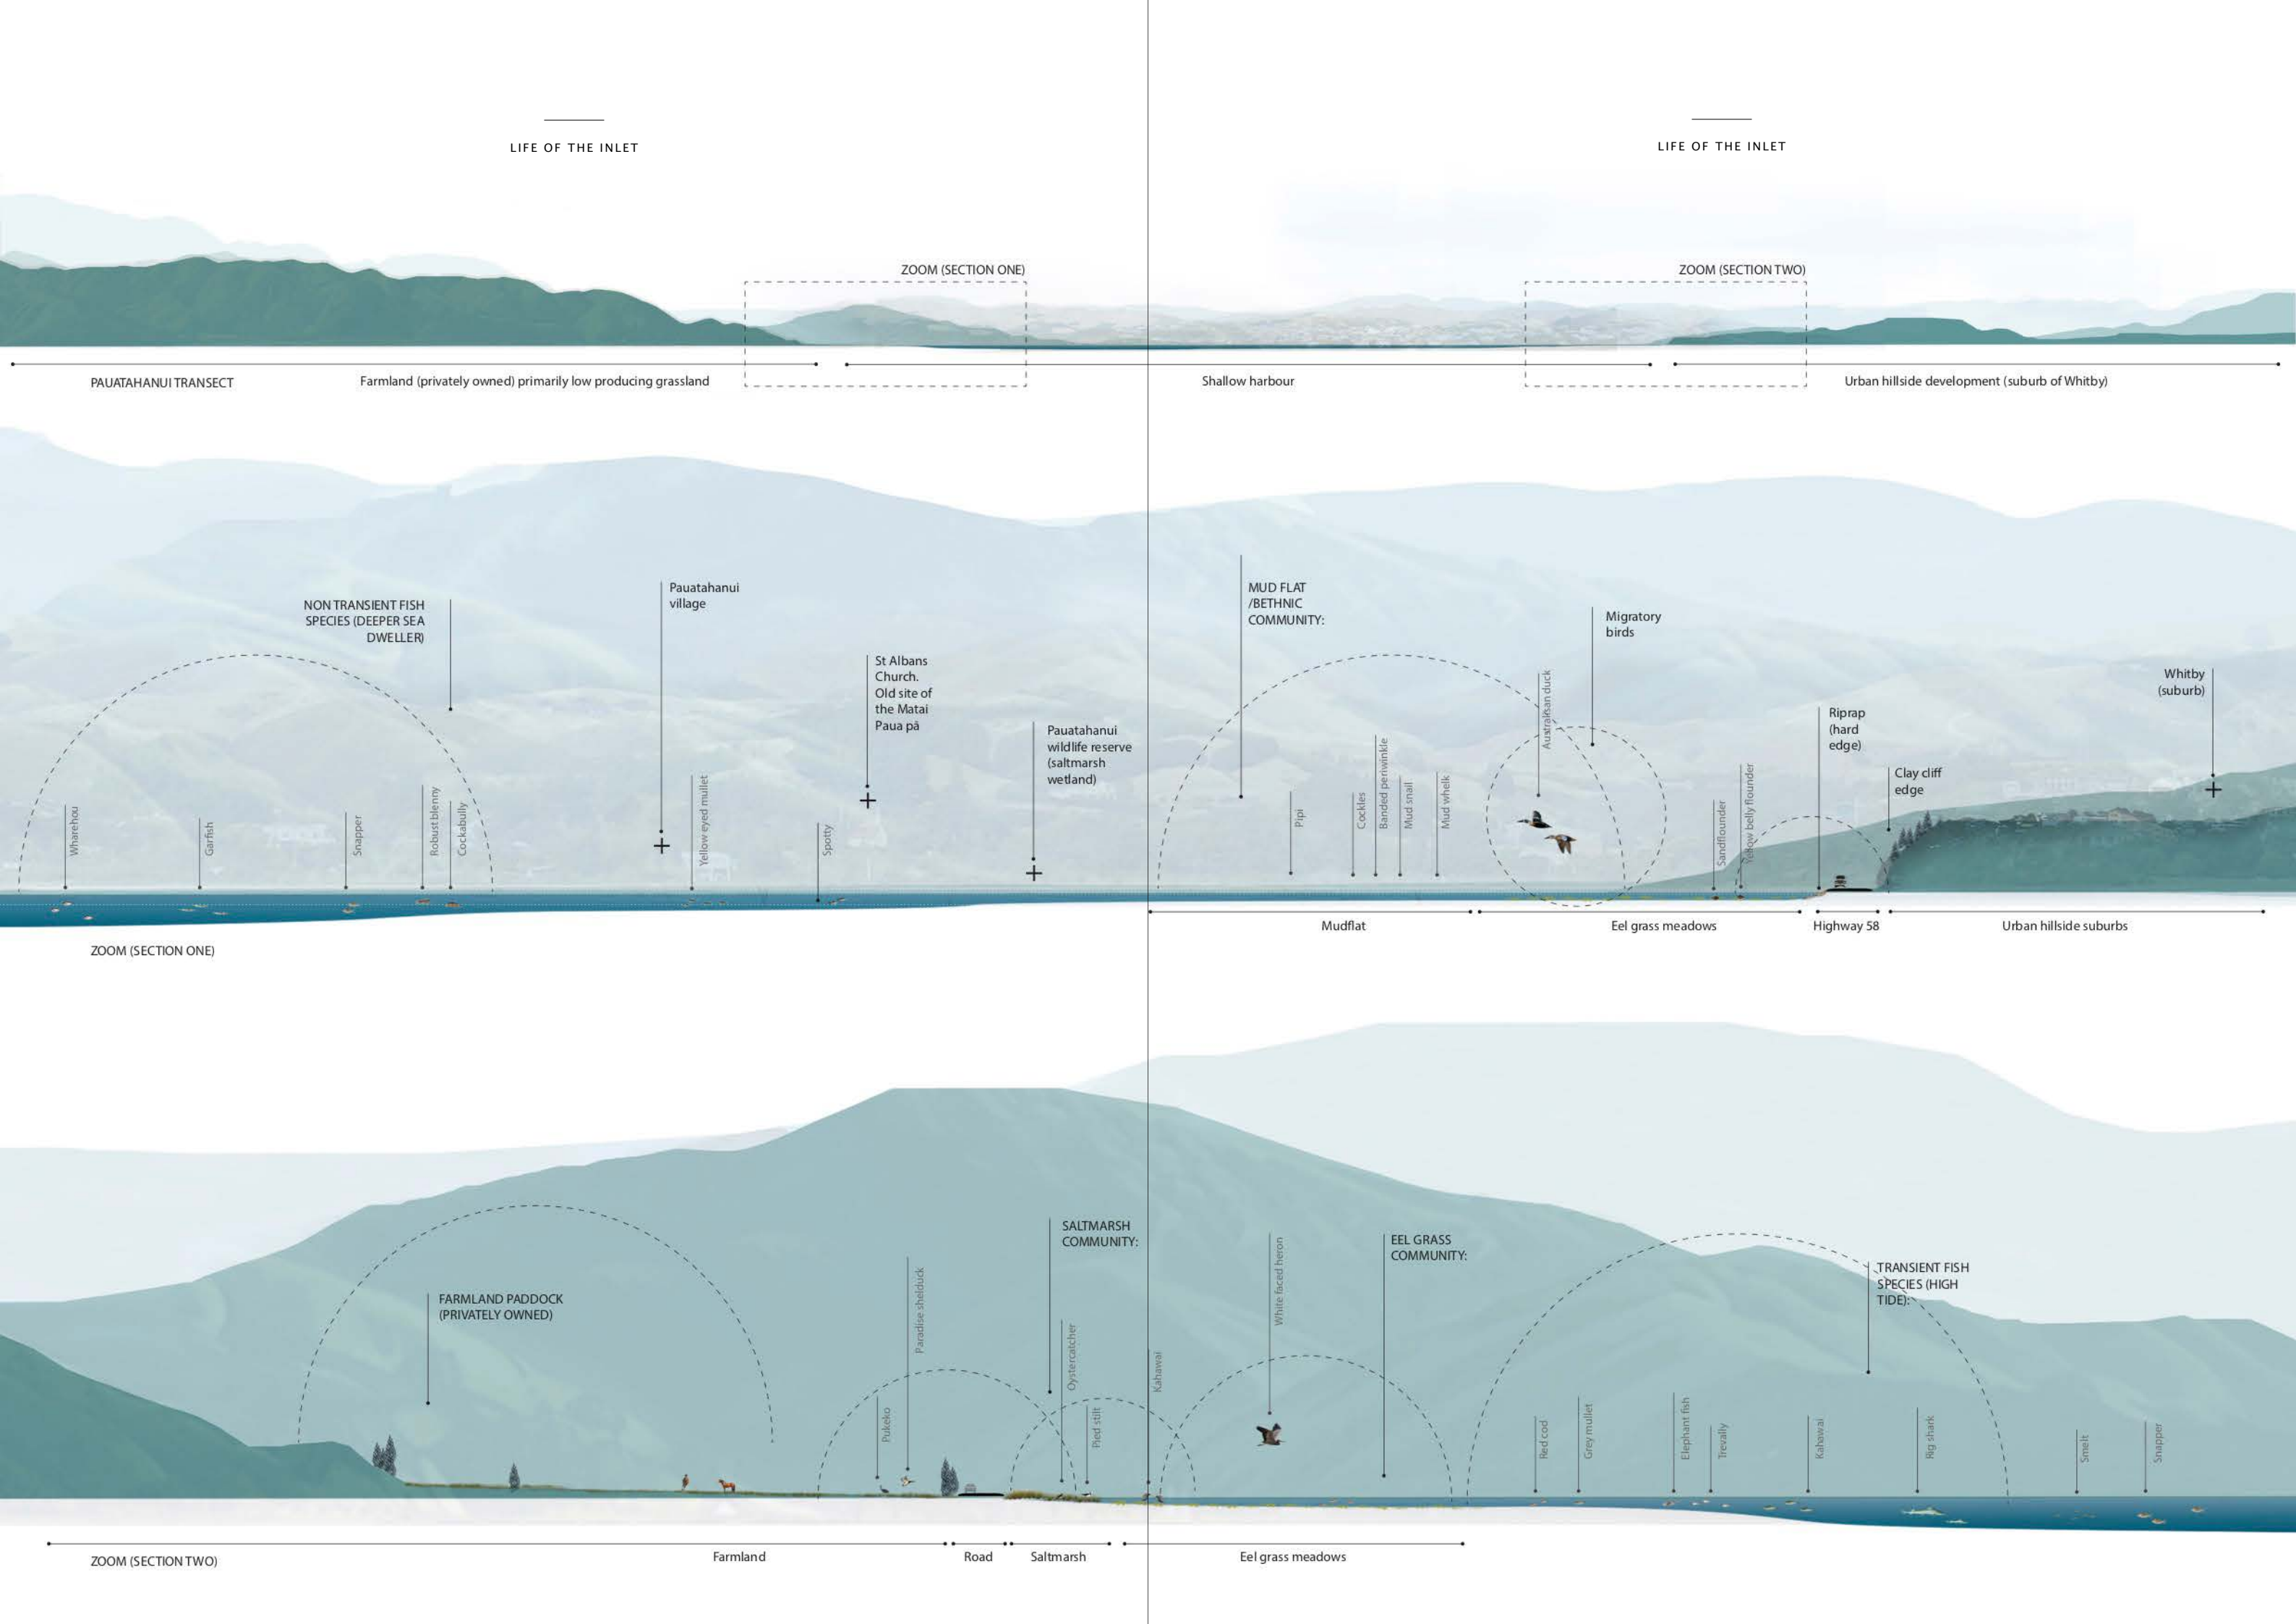 LIFE OF THE INLET
LIFE OF THE INLET
ZOOM (SECTION ONE)
ZOOM (SECTION TWO)
PAUATAHANUI TRANSECT
Farmland (privately owned) primarily low producing grassland
Shallow harbour
Urban hillside development (suburb of Whitby)
NON TRANSIENT FISH
SPECIES (DEEPER SEA
DWELLER)
Pauatahanui
village
St Albans
Church.
Old site of
the Matai
Paua pā
Pauatahanui
wildlife reserve
(saltmarsh
wetland)
MUD FLAT
/BETHNIC
COMMUNITY:
Migratory
birds
Whitby
(suburb)
Riprap
(hard
edge)
Clay cliff
edge
Wharehou
Garfish
Snapper
Robust blenny
Cockabully
Yellow eyed mullet
Spotty
Pipi
Cockles
Banded periwinkle
Mud snail
Mud whelk
Sandflounder
Yellow belly flounder
Mudflat
Eel grass meadows
Highway 58
Urban hillside suburbs
ZOOM (SECTION ONE)
FARMLAND PADDOCK
(PRIVATELY OWNED)
SALTMARSH
COMMUNITY:
EEL GRASS
COMMUNITY:
TRANSIENT FISH
SPECIES (HIGH
TIDE):
Pukeko
Paradise shelduck
Oystercatcher
Pied stilt
Kahawai
White faced heron
Red cod
Grey mullet
Elephant fish
Trevally
Kahawai
Rig shark
Smelt
Snapper
ZOOM (SECTION TWO)
Farmland
Road
Saltmarsh
Eel grass meadows